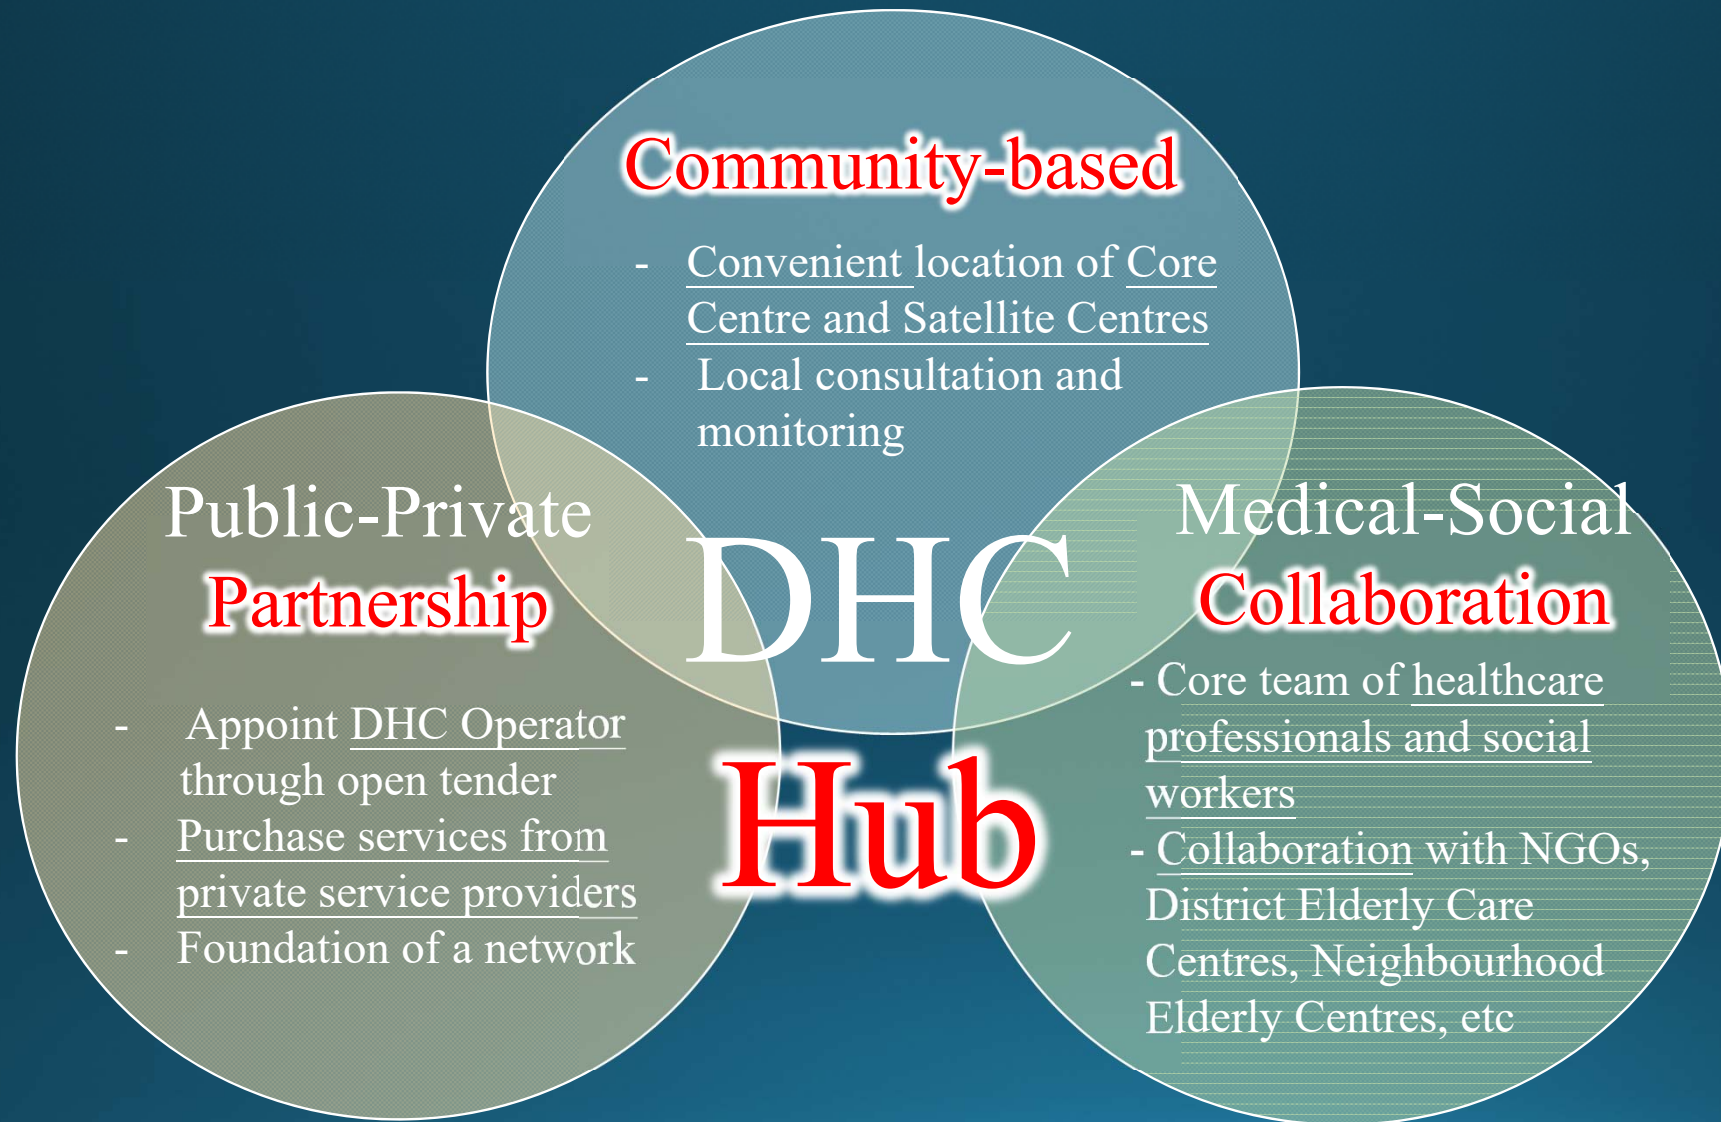 Community-based
- Convenient location of Core
Centre and Satellite Centres
- Local consultation and
monitoring
Public-Private
Partnership
- Appoint DHC Operator
through open tender
- Purchase services from
private service providers
- Foundation of a network
DHC
Hub
Medical-Social
Collaboration
- Core team of healthcare
professionals and social
workers
- Collaboration with NGOs,
District Elderly Care
Centres, Neighbourhood
Elderly Centres, etc